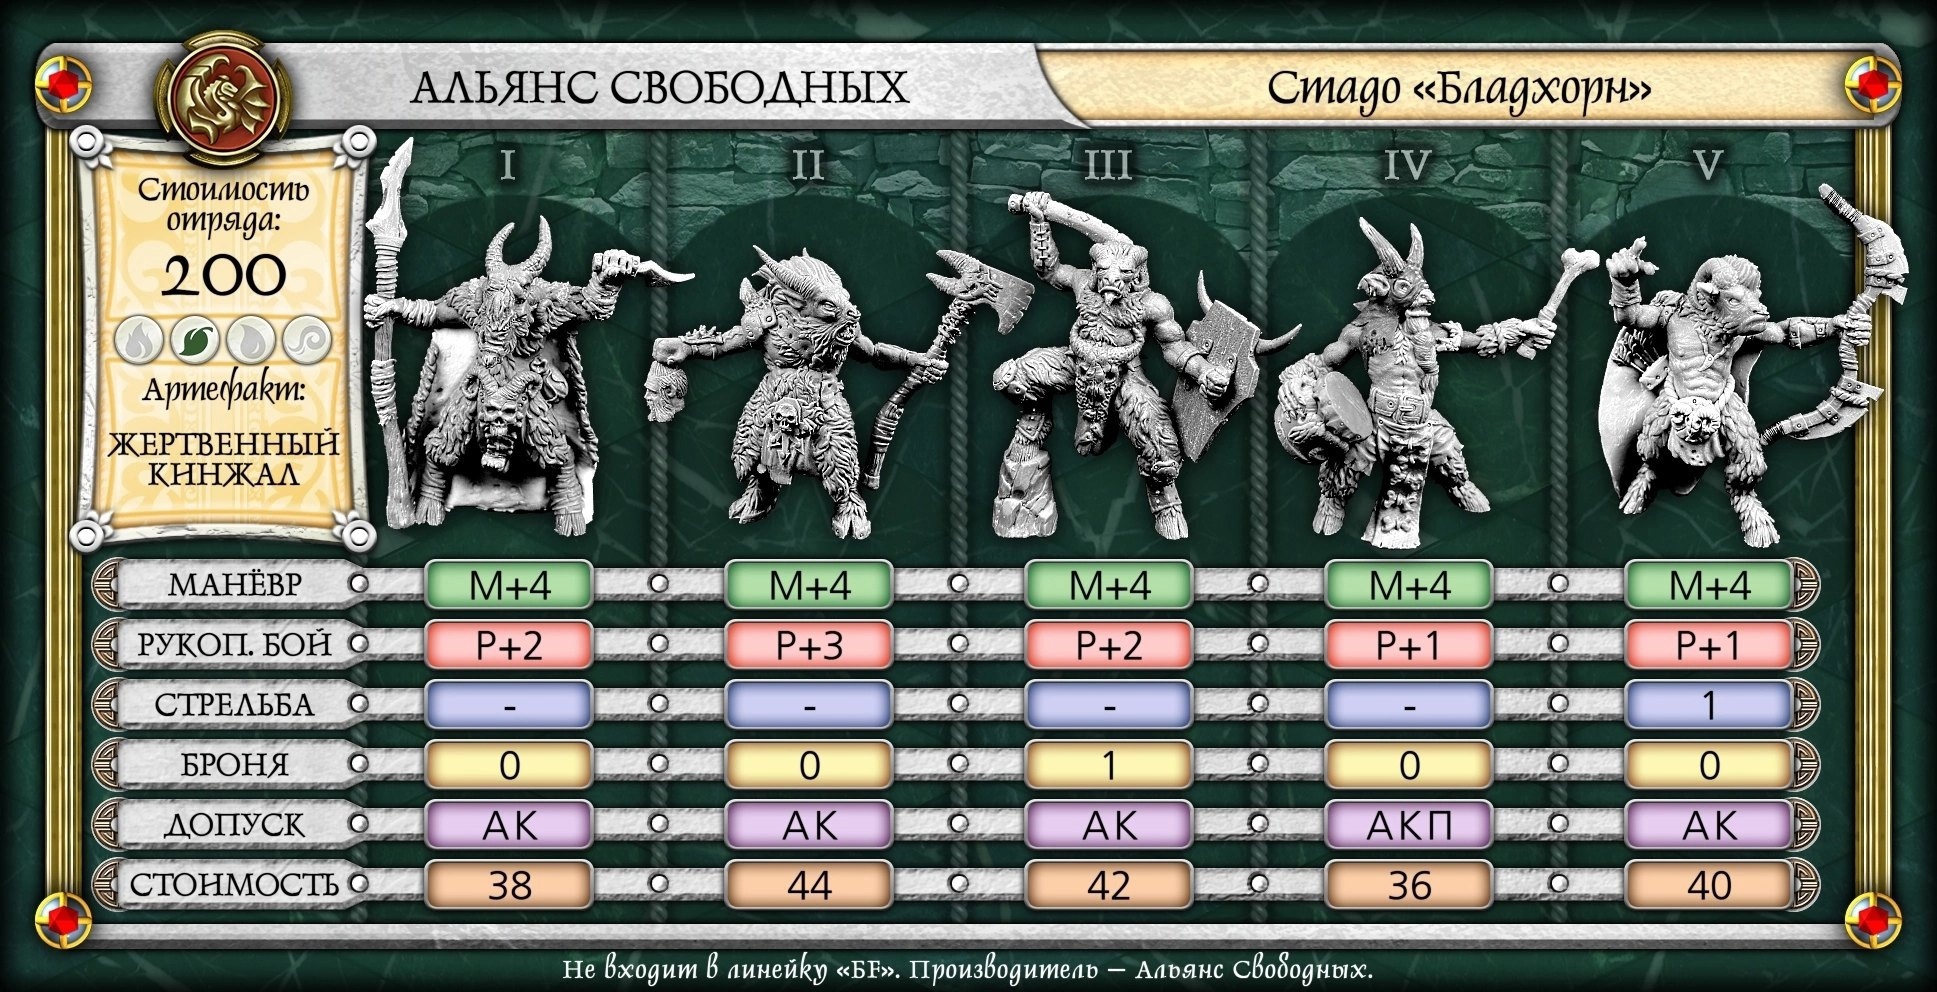 АЛЬЯНС СВОБОДНЫХ
Стадо «Бладхорн»
Стоимость
отряда:
200
Артефакт:
ЖЕРТВЕННЫЙ
КИНЖАЛ
I II III IV V
МАНЁВР М+4 М+4 М+4 М+4 М+4
РУКОП. БОЙ Р+2 Р+3 Р+2 Р+1 Р+1
СТРЕЛЬБА - - - - 1
БРОНЯ 0 0 1 0 0
ДОПУСК АК АК АК АКП АК
СТОИМОСТЬ 38 44 42 36 40
Не входит в линейку «БF». Производитель – Альянс Свободных.